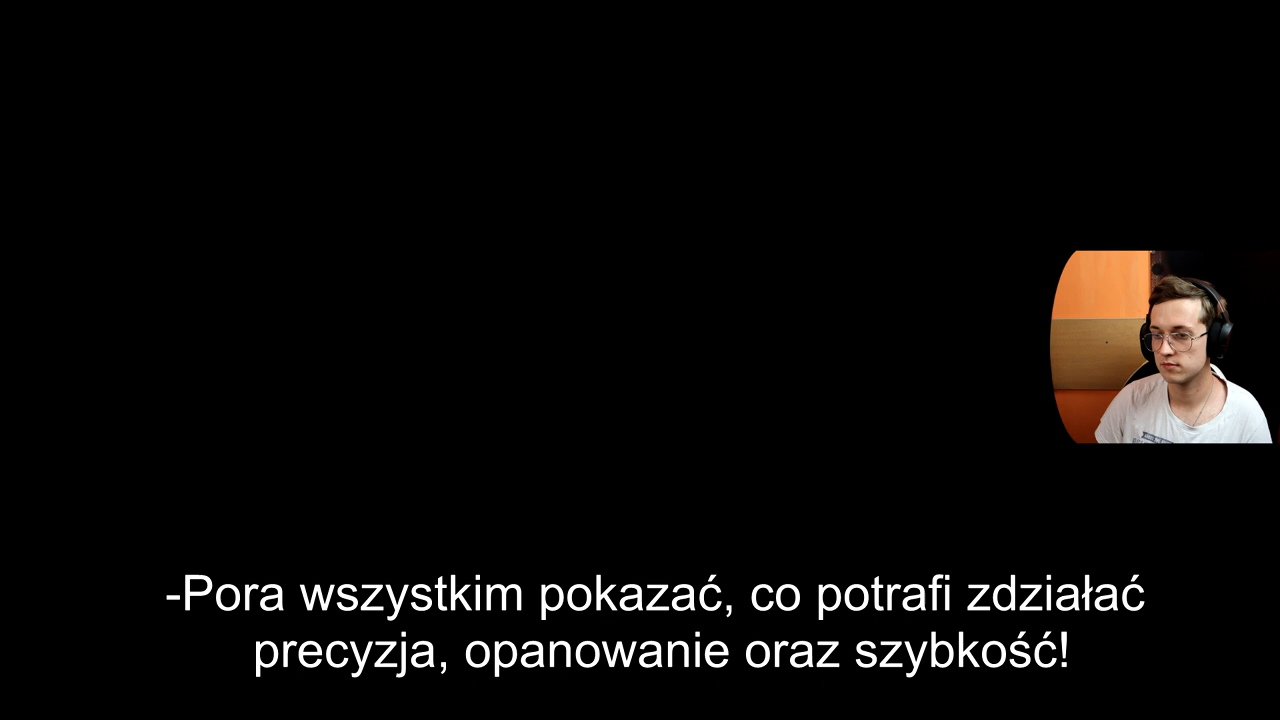 -Pora wszystkim pokazać, co potrafi zdziałać
precyzja, opanowanie oraz szybkość!